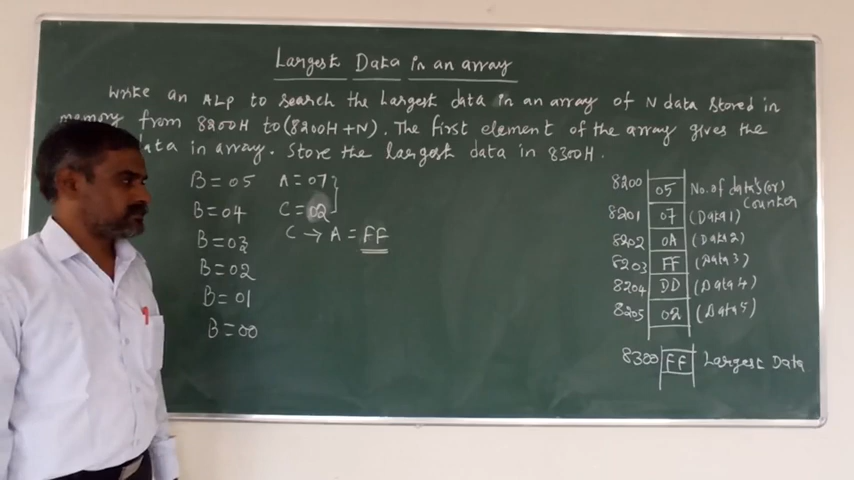 Largest Data in an array
Write an ALP to search the Largest data in an array of N data stored in
memory from 8200H to (8200H+N). The first element of the array gives the
data in array. Store the largest data in 8300H.
B=05 A=07
B=04 C=02
B=03 C → A = FF
B=02
B=01
B=00
8200 05 No. of data's (or) Counter
8201 07 (Data 1)
8202 0A (Data 2)
8203 FF (Data 3)
8204 DD (Data 4)
8205 02 (Data 5)
8300 FF Largest Data